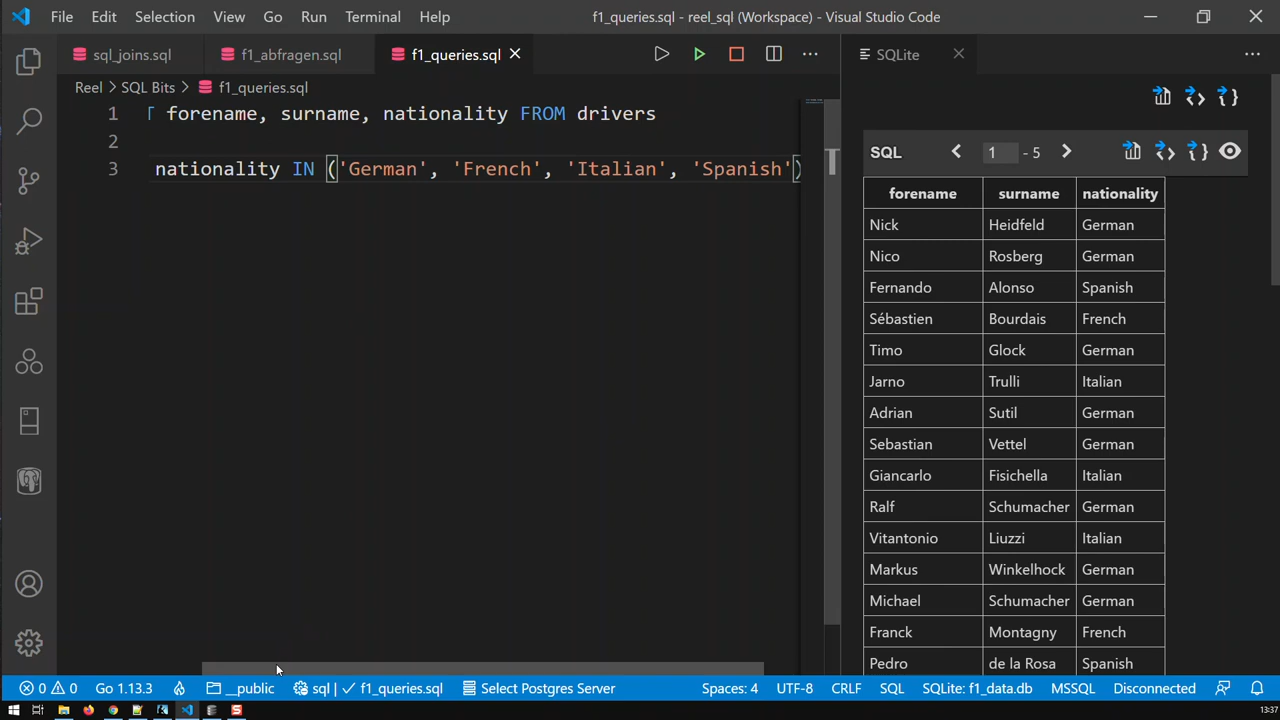 File Edit Selection View Go Run Terminal Help
f1_queries.sql - reel_sql (Workspace) - Visual Studio Code
sql_joins.sql f1_abfragen.sql f1_queries.sql
Reel > SQL Bits > f1_queries.sql
1 T forename, surname, nationality FROM drivers
2
3 nationality IN ('German', 'French', 'Italian', 'Spanish')
SQLite
SQL 1 - 5
forename surname nationality
Nick Heidfeld German
Nico Rosberg German
Fernando Alonso Spanish
Sébastien Bourdais French
Timo Glock German
Jarno Trulli Italian
Adrian Sutil German
Sebastian Vettel German
Giancarlo Fisichella Italian
Ralf Schumacher German
Vitantonio Liuzzi Italian
Markus Winkelhock German
Michael Schumacher German
Franck Montagny French
Pedro de la Rosa Spanish
0 0 Go 1.13.3 __public sql | ✓ f1_queries.sql Select Postgres Server Spaces: 4 UTF-8 CRLF SQL SQLite: f1_data.db MSSQL Disconnected
13:37